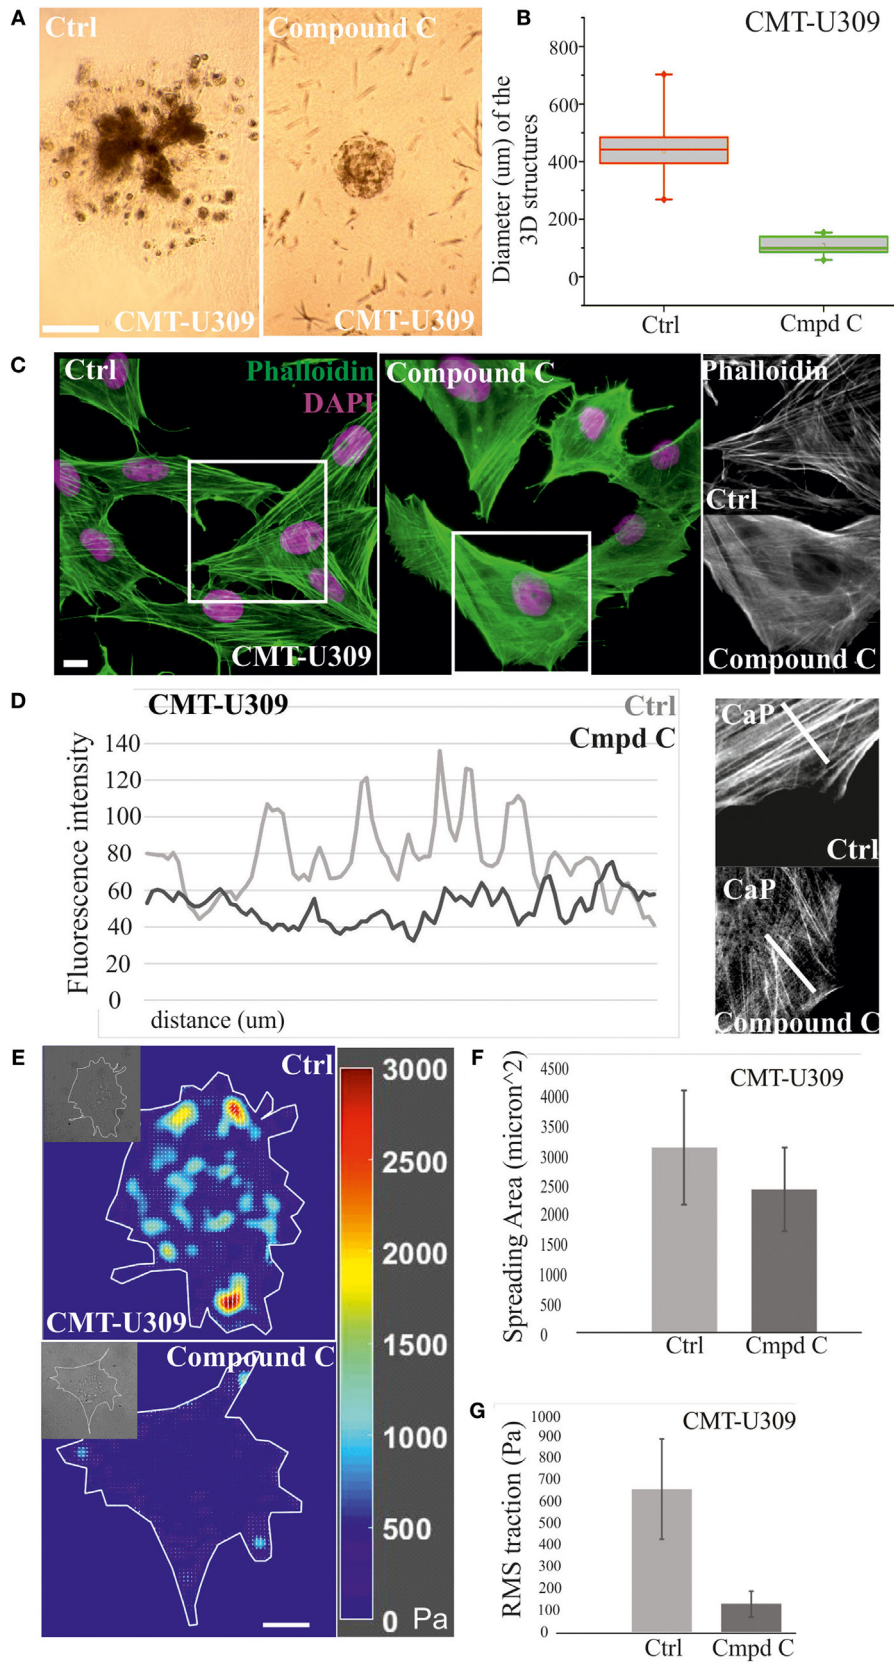 A
Ctrl
CMT-U309
Compound C
CMT-U309
B
CMT-U309
Diameter (um) of the
3D structures
800
600
400
200
0
Ctrl
Cmpd C
C
Ctrl
Phalloidin
DAPI
CMT-U309
Compound C
Phalloidin
Ctrl
Compound C
D
CMT-U309
Ctrl
Cmpd C
Fluorescence intensity
140
120
100
80
60
40
20
0
distance (um)
CaP
Ctrl
CaP
Compound C
E
Ctrl
CMT-U309
Compound C
3000
2500
2000
1500
1000
500
0 Pa
F
CMT-U309
Spreading Area (micron^2)
4500
4000
3500
3000
2500
2000
1500
1000
500
0
Ctrl
Cmpd C
G
CMT-U309
RMS traction (Pa)
1000
900
800
700
600
500
400
300
200
100
0
Ctrl
Cmpd C